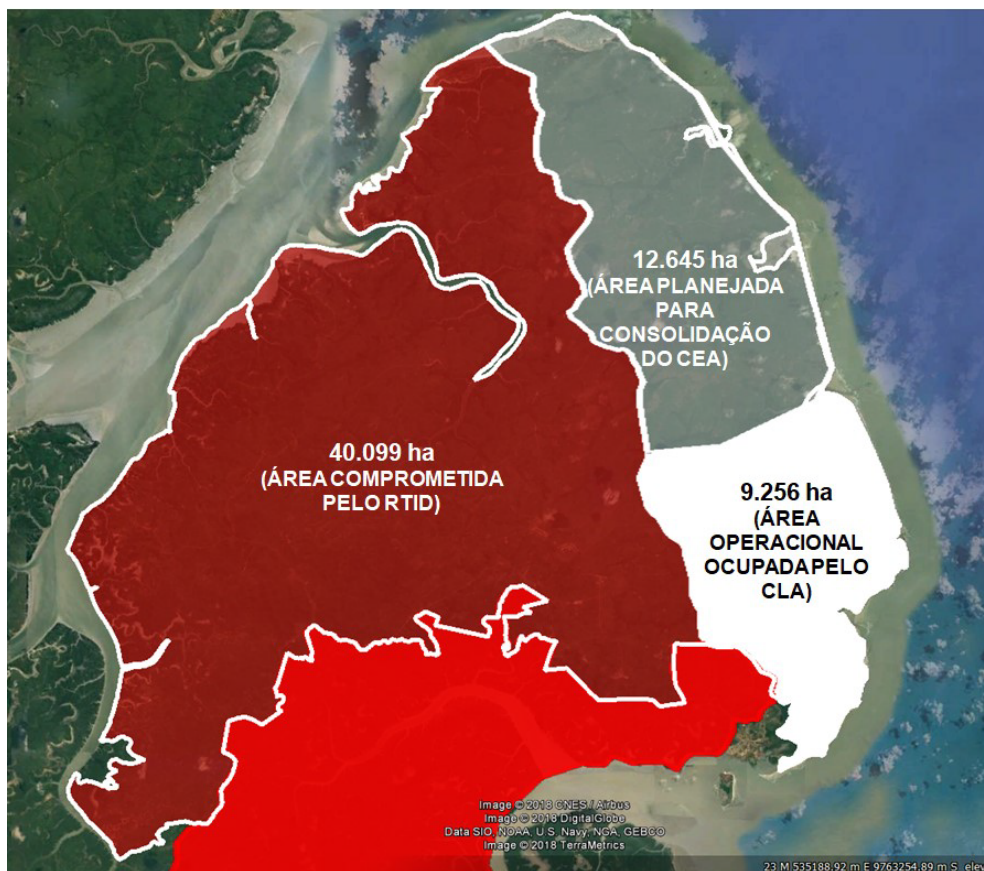 12.645 ha
(ÁREA PLANEJADA
PARA
CONSOLIDAÇÃO
DO CEA)
40.099 ha
(ÁREA COMPROMETIDA
PELO RTID)
9.256 ha
(ÁREA
OPERACIONAL
OCUPADA PELO
CLA)
Image © 2018 CNES / Airbus
Image © 2018 DigitalGlobe
Data SIO, NOAA, U.S. Navy, NGA, GEBCO
Image © 2018 TerraMetrics
23 M 535188.92 m E 9763254.89 m S elev